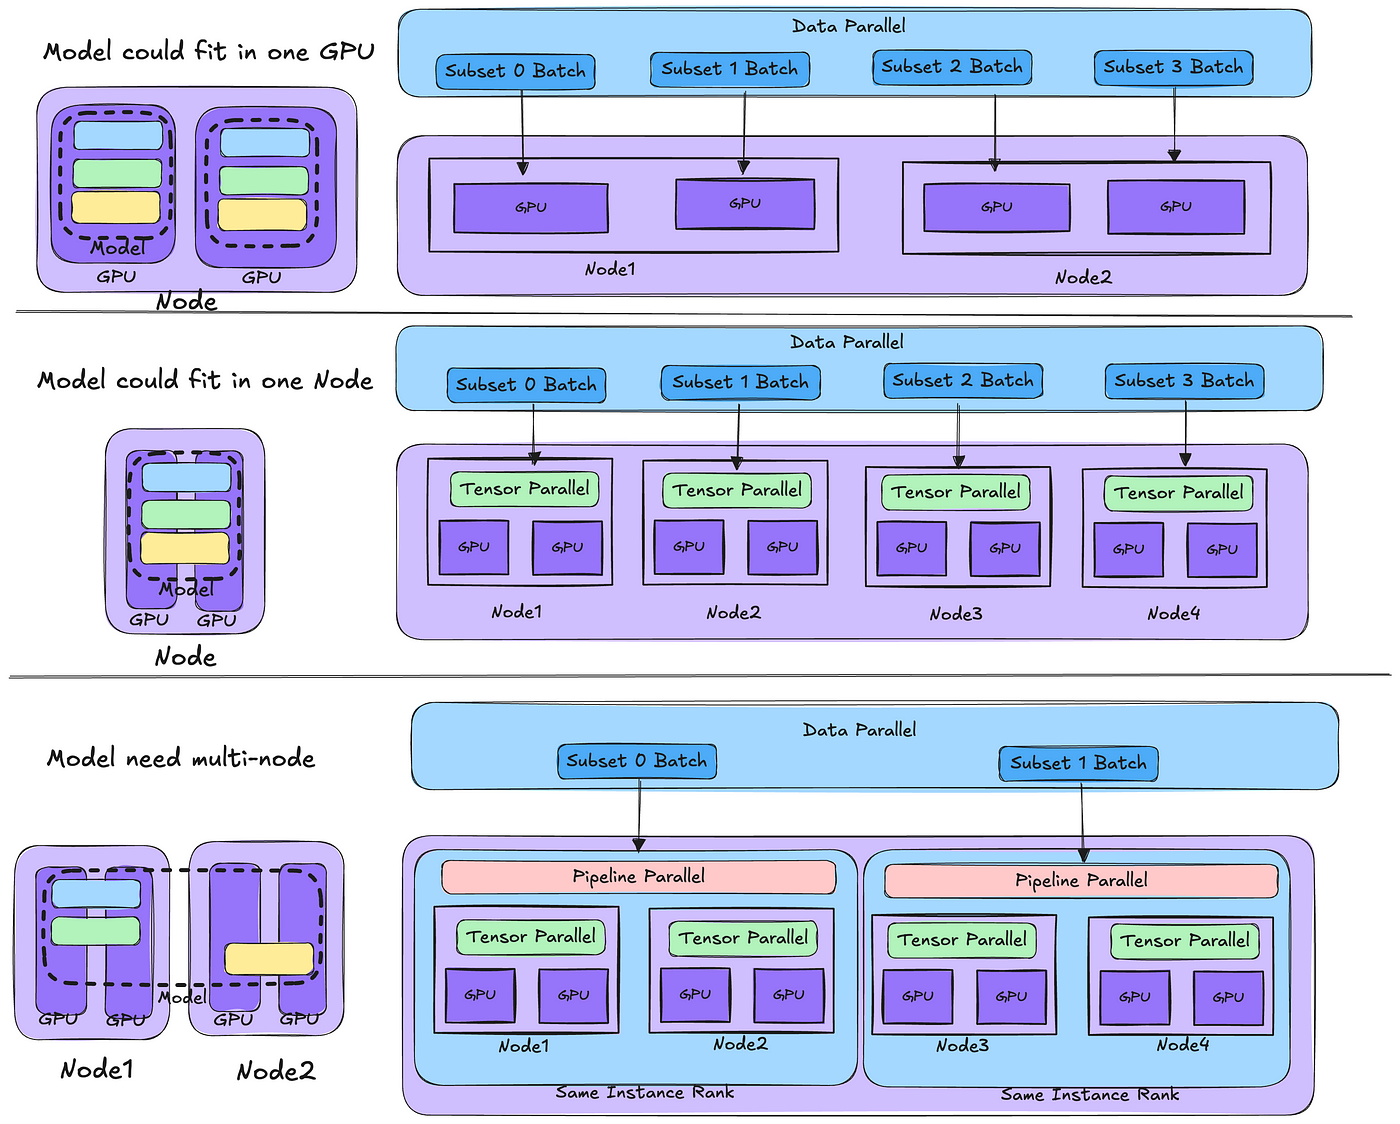 Model could fit in one GPU
Model
GPU
GPU
Node
Data Parallel
Subset 0 Batch
Subset 1 Batch
Subset 2 Batch
Subset 3 Batch
GPU
GPU
GPU
GPU
Node1
Node2
Model could fit in one Node
Model
GPU
GPU
Node
Data Parallel
Subset 0 Batch
Subset 1 Batch
Subset 2 Batch
Subset 3 Batch
Tensor Parallel
Tensor Parallel
Tensor Parallel
Tensor Parallel
GPU
GPU
GPU
GPU
GPU
GPU
GPU
GPU
Node1
Node2
Node3
Node4
Model need multi-node
Model
GPU
GPU
GPU
GPU
Node1
Node2
Data Parallel
Subset 0 Batch
Subset 1 Batch
Pipeline Parallel
Pipeline Parallel
Tensor Parallel
Tensor Parallel
Tensor Parallel
Tensor Parallel
GPU
GPU
GPU
GPU
GPU
GPU
GPU
GPU
Node1
Node2
Node3
Node4
Same Instance Rank
Same Instance Rank